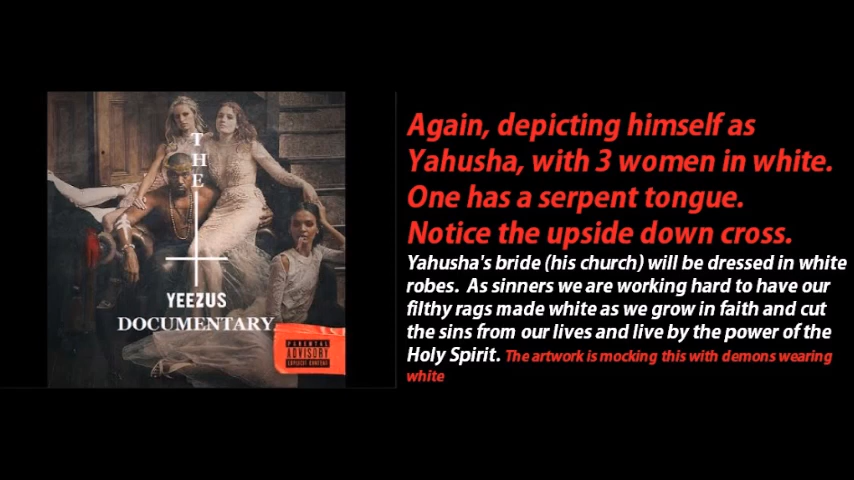 THE
YEEZUS
DOCUMENTARY
PARENTAL
ADVISORY
EXPLICIT CONTENT
Again, depicting himself as
Yahusha, with 3 women in white.
One has a serpent tongue.
Notice the upside down cross.
Yahusha's bride (his church) will be dressed in white
robes. As sinners we are working hard to have our
filthy rags made white as we grow in faith and cut
the sins from our lives and live by the power of the
Holy Spirit. The artwork is mocking this with demons wearing
white